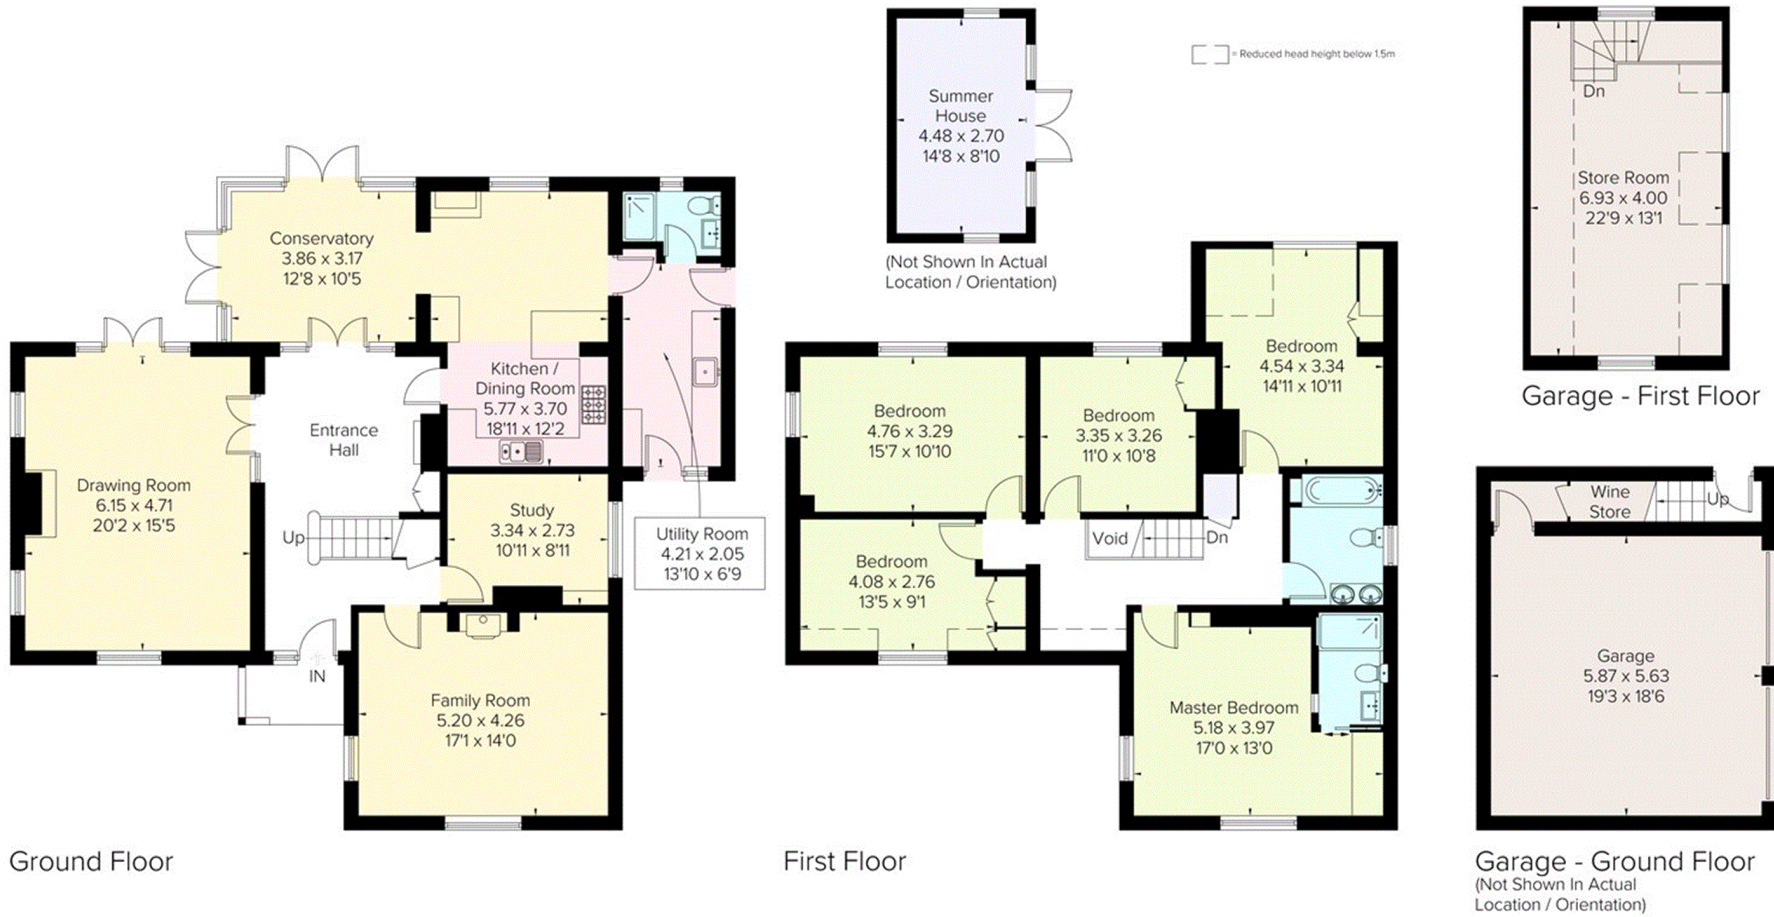 Summer
House
4.48 x 2.70
14'8 x 8'10
(Not Shown In Actual
Location / Orientation)
= Reduced head height below 1.5m
Dn
Store Room
6.93 x 4.00
22'9 x 13'1
Garage - First Floor
Conservatory
3.86 x 3.17
12'8 x 10'5
Kitchen /
Dining Room
5.77 x 3.70
18'11 x 12'2
Entrance
Hall
Drawing Room
6.15 x 4.71
20'2 x 15'5
Up
Study
3.34 x 2.73
10'11 x 8'11
Utility Room
4.21 x 2.05
13'10 x 6'9
IN
Family Room
5.20 x 4.26
17'1 x 14'0
Ground Floor
Bedroom
4.76 x 3.29
15'7 x 10'10
Bedroom
3.35 x 3.26
11'0 x 10'8
Bedroom
4.54 x 3.34
14'11 x 10'11
Void
Dn
Bedroom
4.08 x 2.76
13'5 x 9'1
Master Bedroom
5.18 x 3.97
17'0 x 13'0
First Floor
Wine
Store
Up
Garage
5.87 x 5.63
19'3 x 18'6
Garage - Ground Floor
(Not Shown In Actual
Location / Orientation)